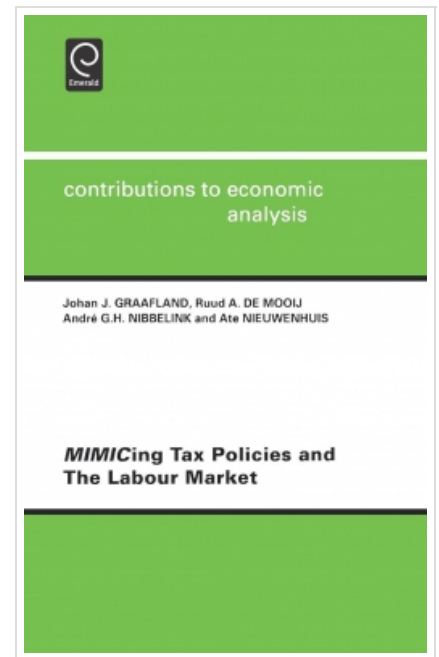 Emerald
contributions to economic
analysis
Johan J. GRAAFLAND, Ruud A. DE MOOIJ
André G.H. NIBBELINK and Ate NIEUWENHUIS
MIMICing Tax Policies and
The Labour Market